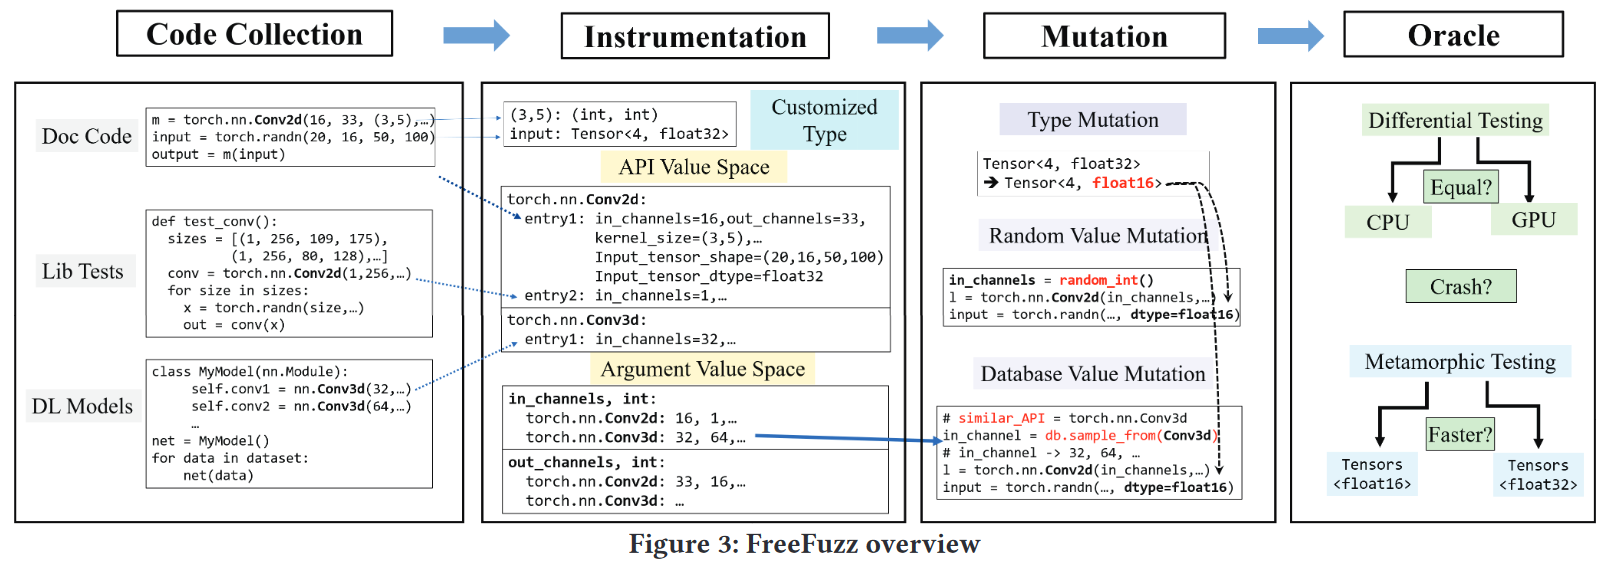 Code Collection
Instrumentation
Mutation
Oracle
Doc Code
m = torch.nn.Conv2d(16, 33, (3,5),…)
input = torch.randn(20, 16, 50, 100)
output = m(input)
Lib Tests
def test_conv():
sizes = [(1, 256, 109, 175),
(1, 256, 80, 128),…]
conv = torch.nn.Conv2d(1,256,…)
for size in sizes:
x = torch.randn(size,…)
out = conv(x)
DL Models
class MyModel(nn.Module):
self.conv1 = nn.Conv3d(32,…)
self.conv2 = nn.Conv3d(64,…)
…
net = MyModel()
for data in dataset:
net(data)
(3,5): (int, int)
input: Tensor<4, float32>
Customized
Type
API Value Space
torch.nn.Conv2d:
entry1: in_channels=16,out_channels=33,
kernel_size=(3,5),…
Input_tensor_shape=(20,16,50,100)
Input_tensor_dtype=float32
entry2: in_channels=1,…
torch.nn.Conv3d:
entry1: in_channels=32,…
Argument Value Space
in_channels, int:
torch.nn.Conv2d: 16, 1,…
torch.nn.Conv3d: 32, 64,…
out_channels, int:
torch.nn.Conv2d: 33, 16,…
torch.nn.Conv3d: …
Type Mutation
Tensor<4, float32>
➔ Tensor<4, float16>
Random Value Mutation
in_channels = random_int()
l = torch.nn.Conv2d(in_channels,…)
input = torch.randn(…, dtype=float16)
Database Value Mutation
# similar_API = torch.nn.Conv3d
in_channel = db.sample_from(Conv3d)
# in_channel -> 32, 64, …
l = torch.nn.Conv2d(in_channels,…)
input = torch.randn(…, dtype=float16)
Differential Testing
Equal?
CPU
GPU
Crash?
Metamorphic Testing
Faster?
Tensors
<float16>
Tensors
<float32>
Figure 3: FreeFuzz overview